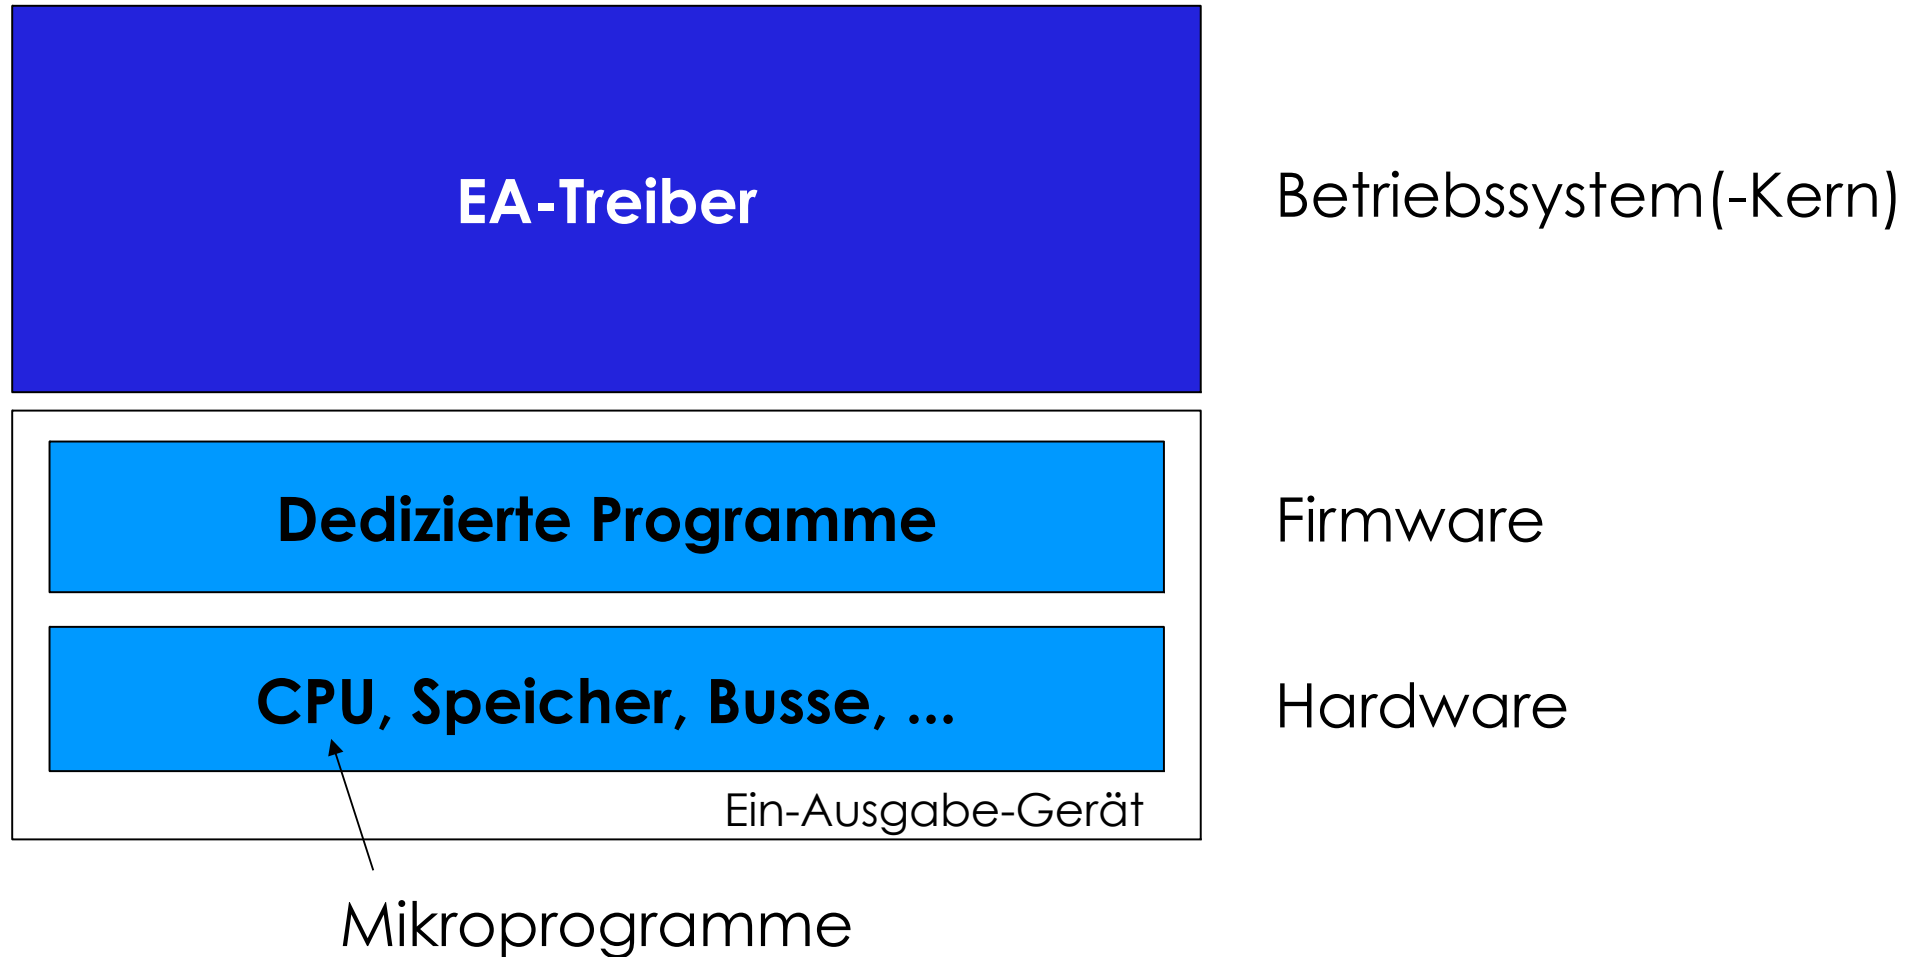 EA-Treiber
Betriebssystem(-Kern)
Dedizierte Programme
Firmware
CPU, Speicher, Busse, ...
Hardware
Ein-Ausgabe-Gerät
Mikroprogramme